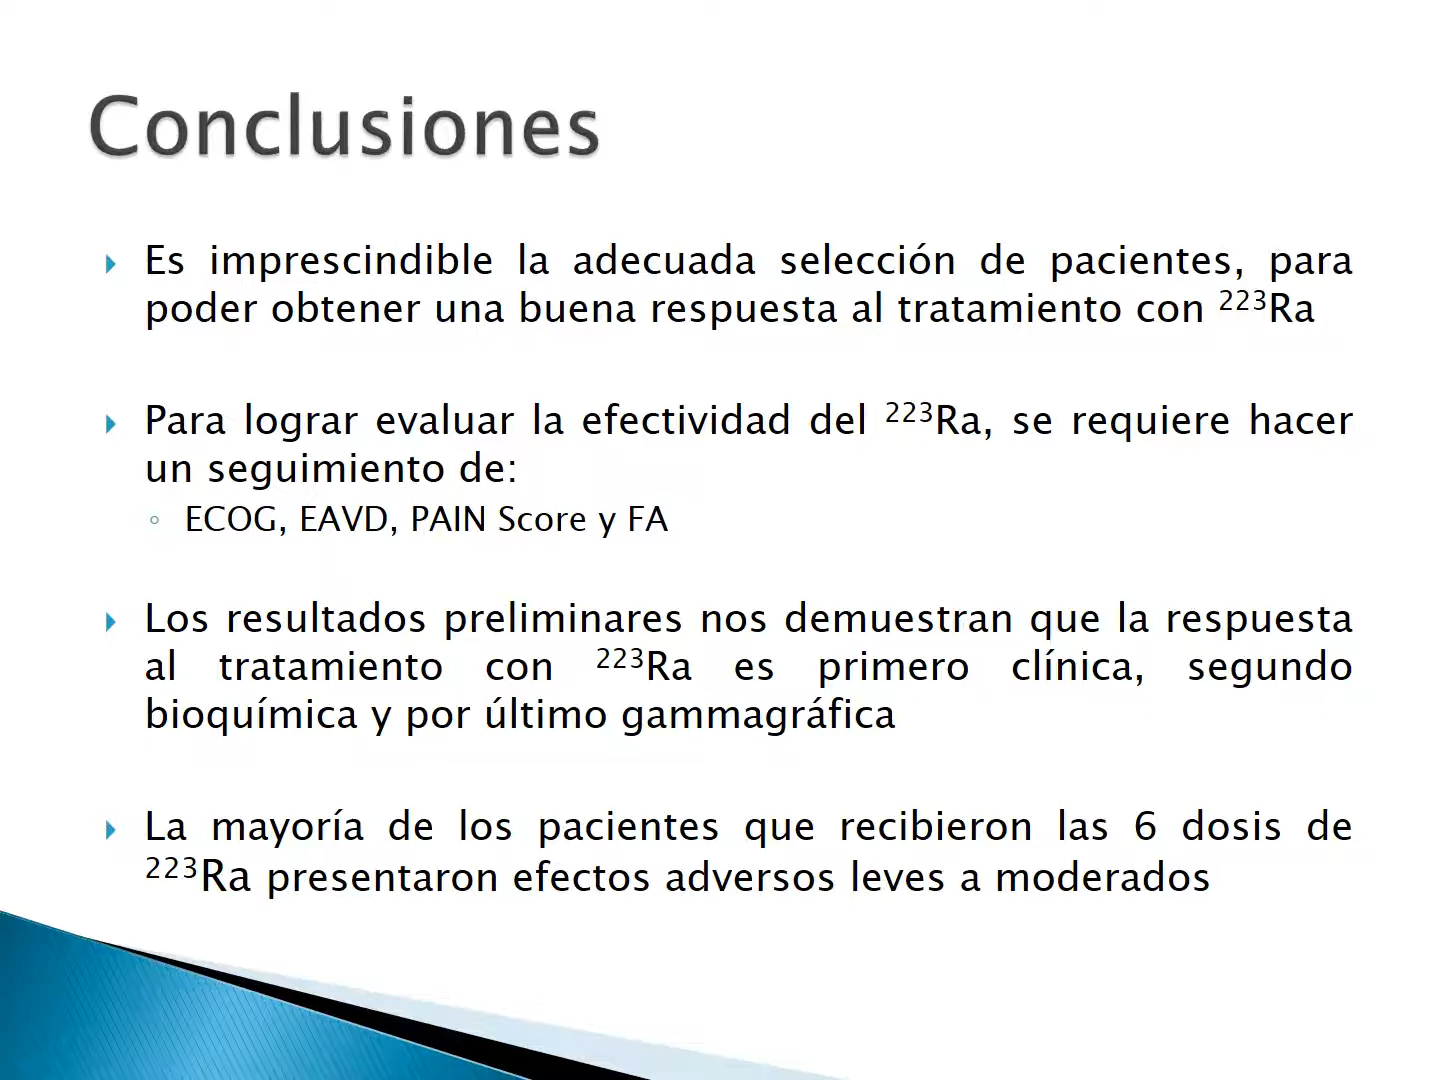 Conclusiones
Es imprescindible la adecuada selección de pacientes, para
poder obtener una buena respuesta al tratamiento con ²²³Ra
Para lograr evaluar la efectividad del ²²³Ra, se requiere hacer
un seguimiento de:
ECOG, EAVD, PAIN Score y FA
Los resultados preliminares nos demuestran que la respuesta
al tratamiento con ²²³Ra es primero clínica, segundo
bioquímica y por último gammagráfica
La mayoría de los pacientes que recibieron las 6 dosis de
²²³Ra presentaron efectos adversos leves a moderados